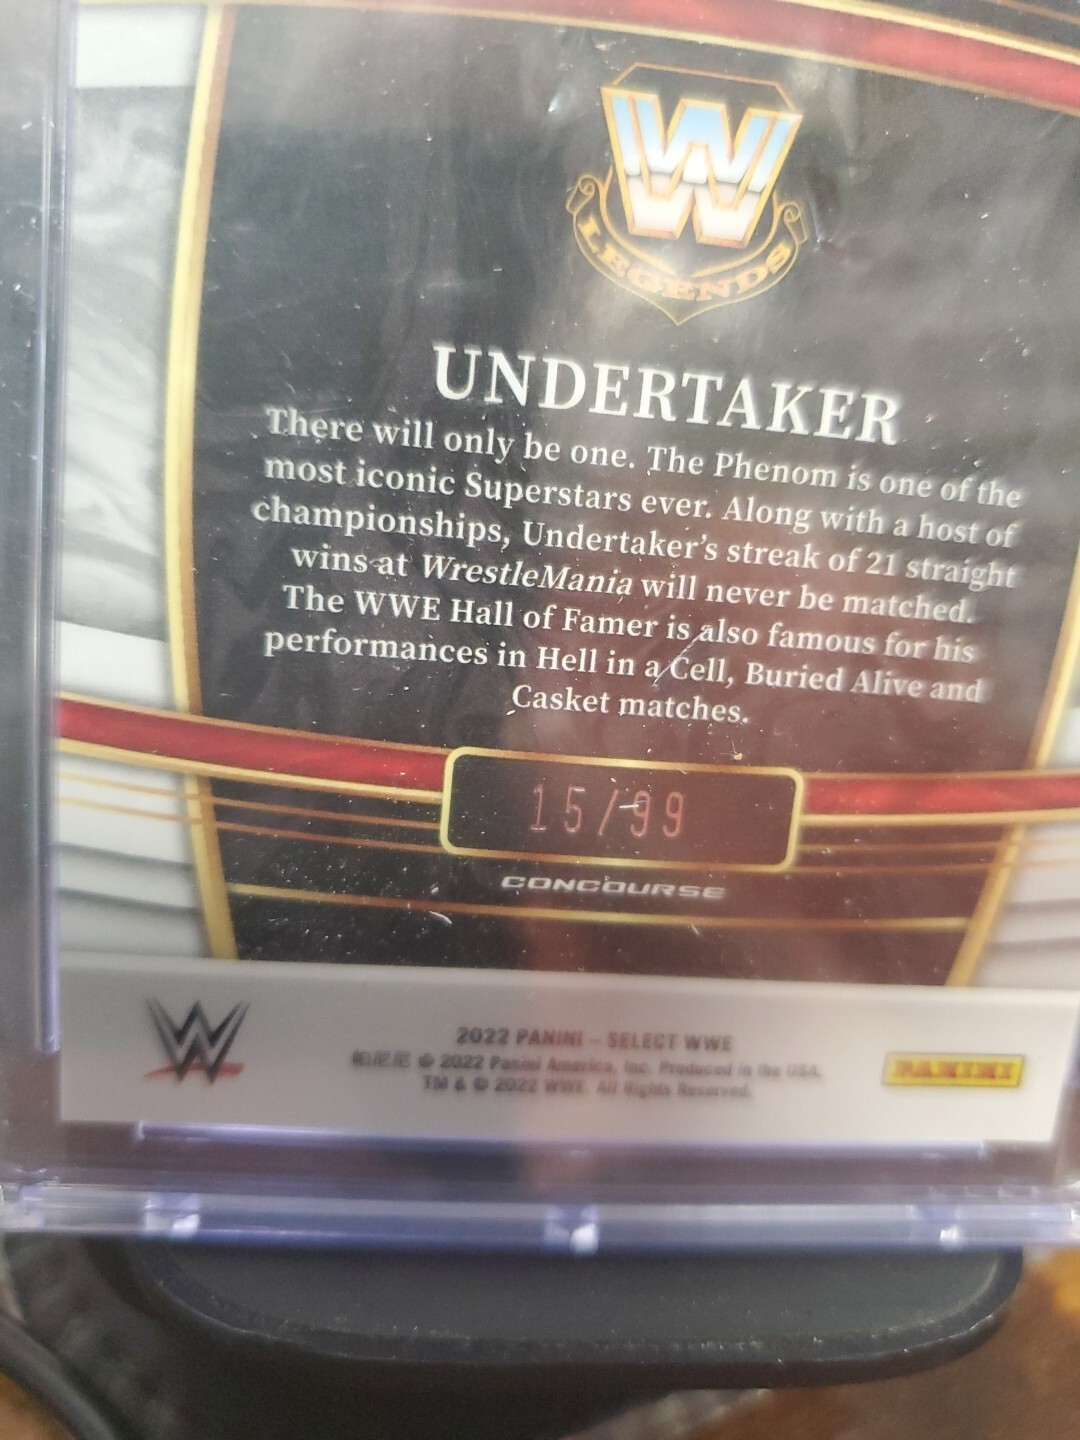 W
LEGENDS
UNDERTAKER
There will only be one. The Phenom is one of the
most iconic Superstars ever. Along with a host of
championships, Undertaker's streak of 21 straight
wins at WrestleMania will never be matched.
The WWE Hall of Famer is also famous for his
performances in Hell in a Cell, Buried Alive and
Casket matches.
15/99
CONCOURSE
W
2022 PANINI – SELECT WWE
帕尼尼 © 2022 Panini America, Inc. Produced in the USA.
TM & © 2022 WWE. All Rights Reserved.
PANINI